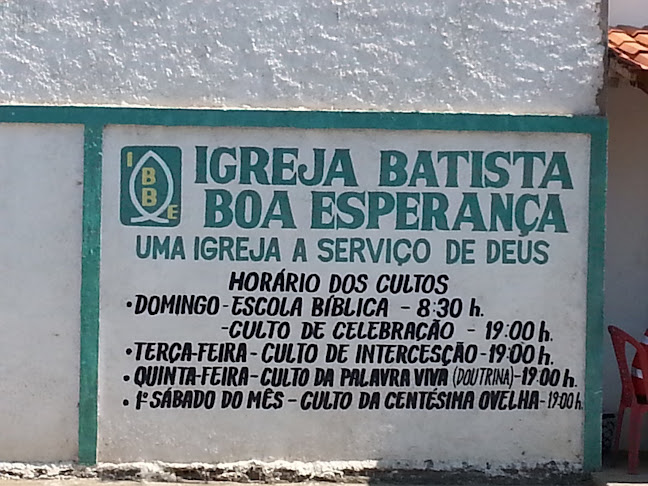 IBBE
IGREJA BATISTA
BOA ESPERANÇA
UMA IGREJA A SERVIÇO DE DEUS
HORÁRIO DOS CULTOS
• DOMINGO - ESCOLA BÍBLICA - 8:30 h.
- CULTO DE CELEBRAÇÃO - 19:00 h.
• TERÇA-FEIRA - CULTO DE INTERCESÇÃO - 19:00 h.
• QUINTA-FEIRA - CULTO DA PALAVRA VIVA (DOUTRINA) - 19:00 h.
• 1º SÁBADO DO MÊS - CULTO DA CENTÉSIMA OVELHA - 19:00 h.